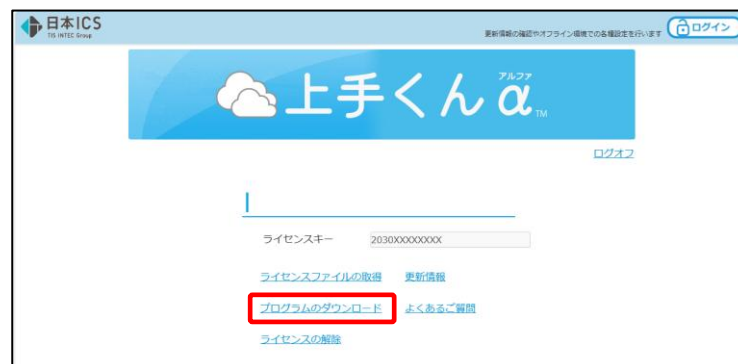 日本ICS
TIS INTEC Group
更新情報の確認やオフライン環境での各種設定を行います
ログイン
アルファ
上手くんα TM
ログオフ
ライセンスキー 2030XXXXXXXX
ライセンスファイルの取得 更新情報
プログラムのダウンロード よくあるご質問
ライセンスの解除